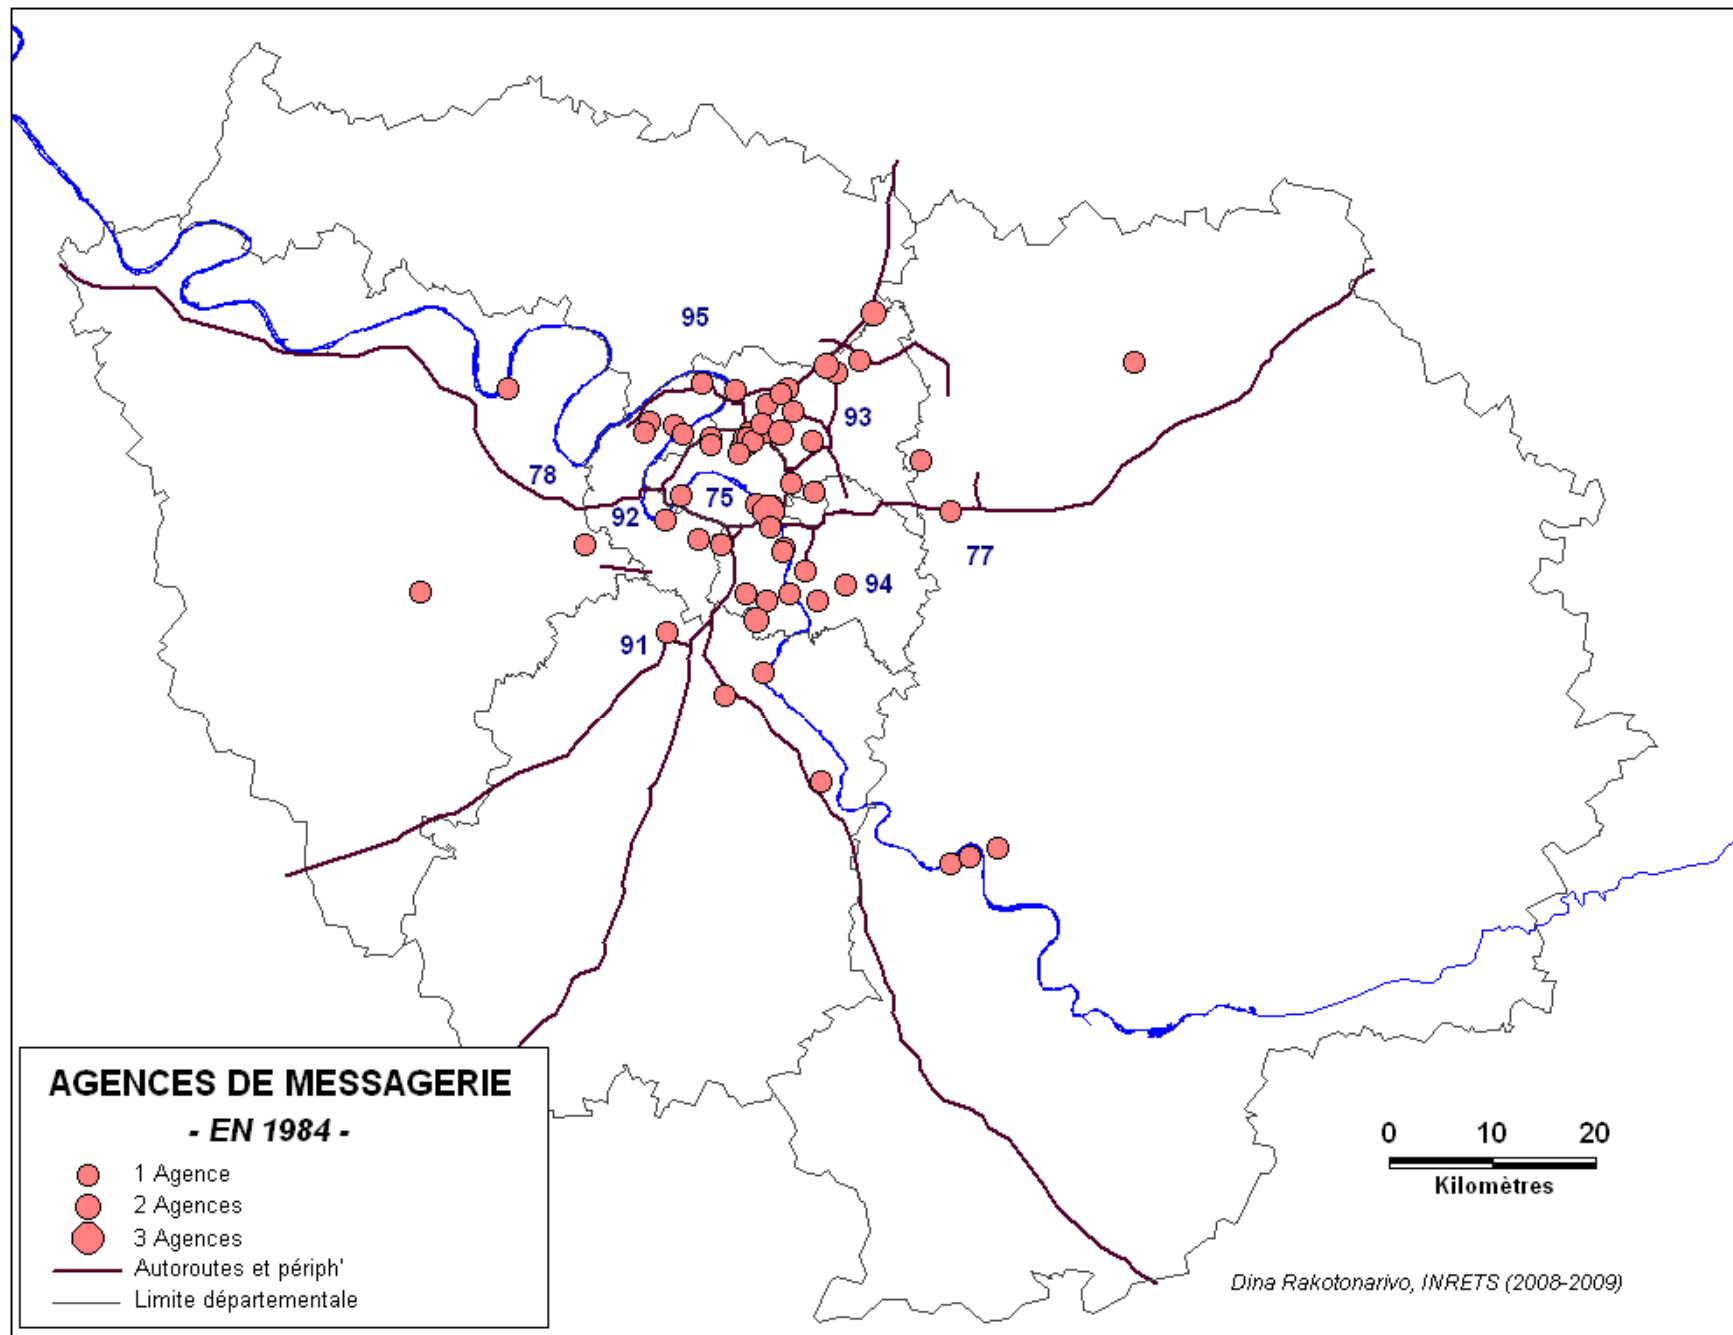 95
93
78
75
92
77
94
91
AGENCES DE MESSAGERIE
- EN 1984 -
1 Agence
2 Agences
3 Agences
Autoroutes et périph'
Limite départementale
0 10 20
Kilomètres
Dina Rakotonarivo, INRETS (2008-2009)